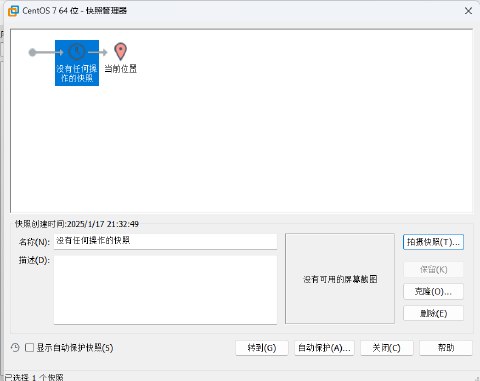 CentOS 7 64 位 - 快照管理器
没有任何操
作的快照
当前位置
快照创建时间:2025/1/17 21:32:49
名称(N):
没有任何操作的快照
拍摄快照(T)...
描述(D):
没有可用的屏幕截图
保留(K)
克隆(O)...
删除(E)
显示自动保护快照(S)
转到(G)
自动保护(A)...
关闭(C)
帮助
已选择 1 个快照